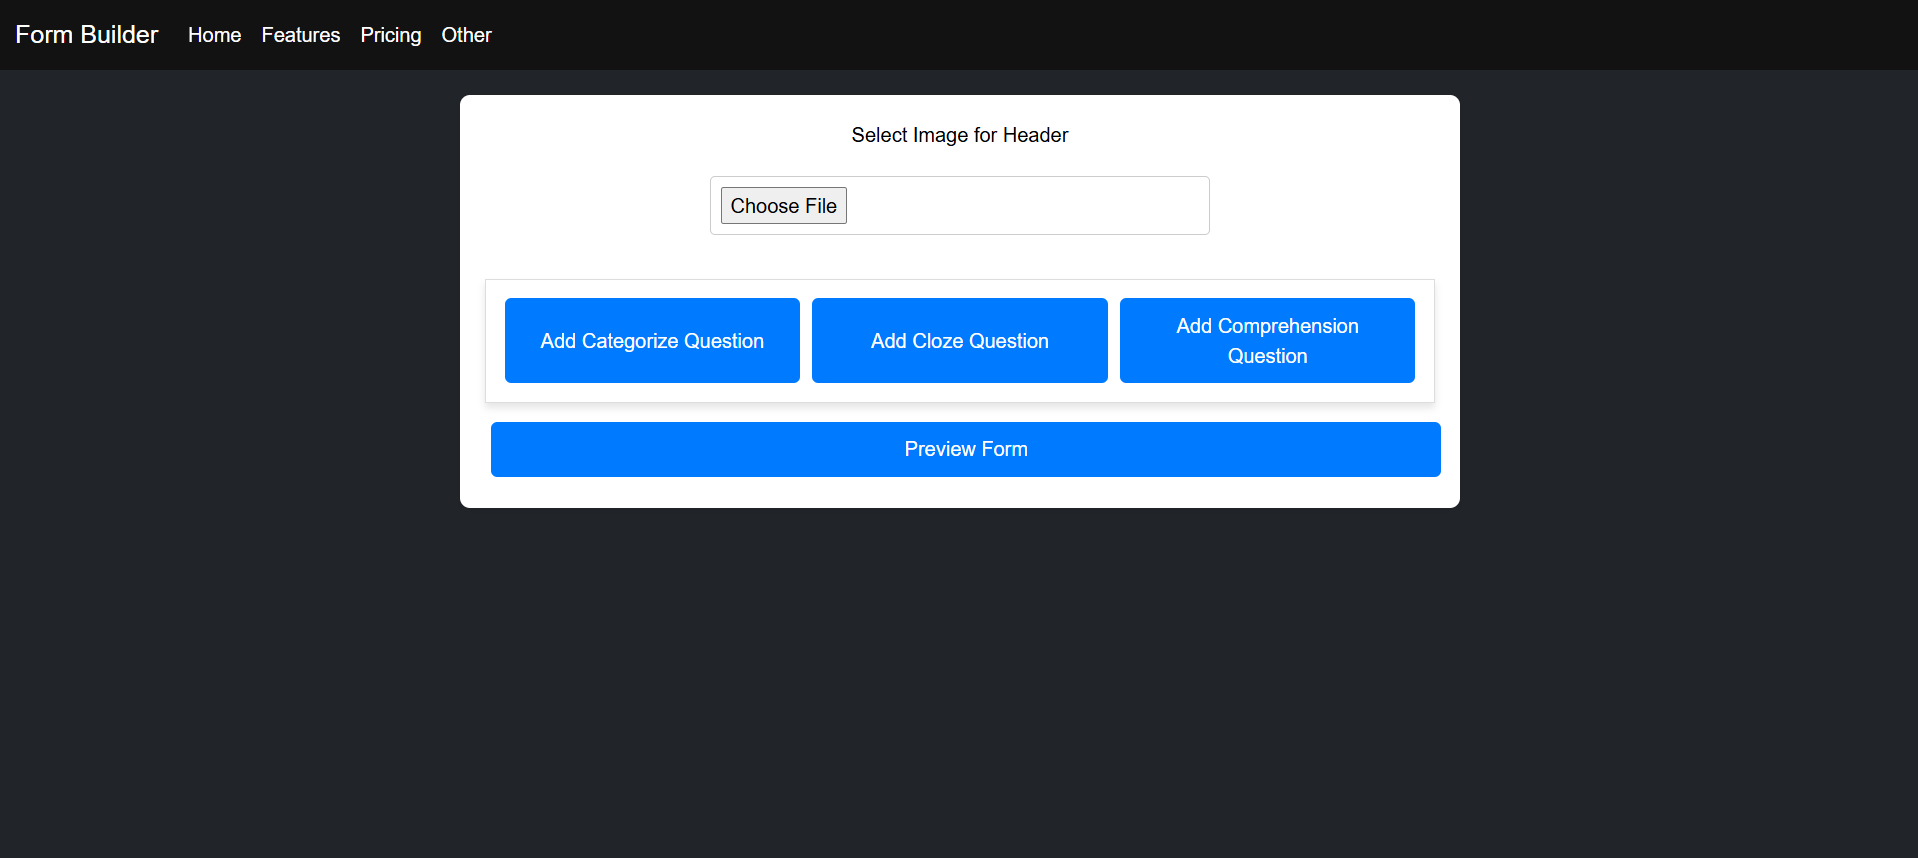 Form Builder Home Features Pricing Other
Select Image for Header
Choose File
Add Categorize Question
Add Cloze Question
Add Comprehension
Question
Preview Form